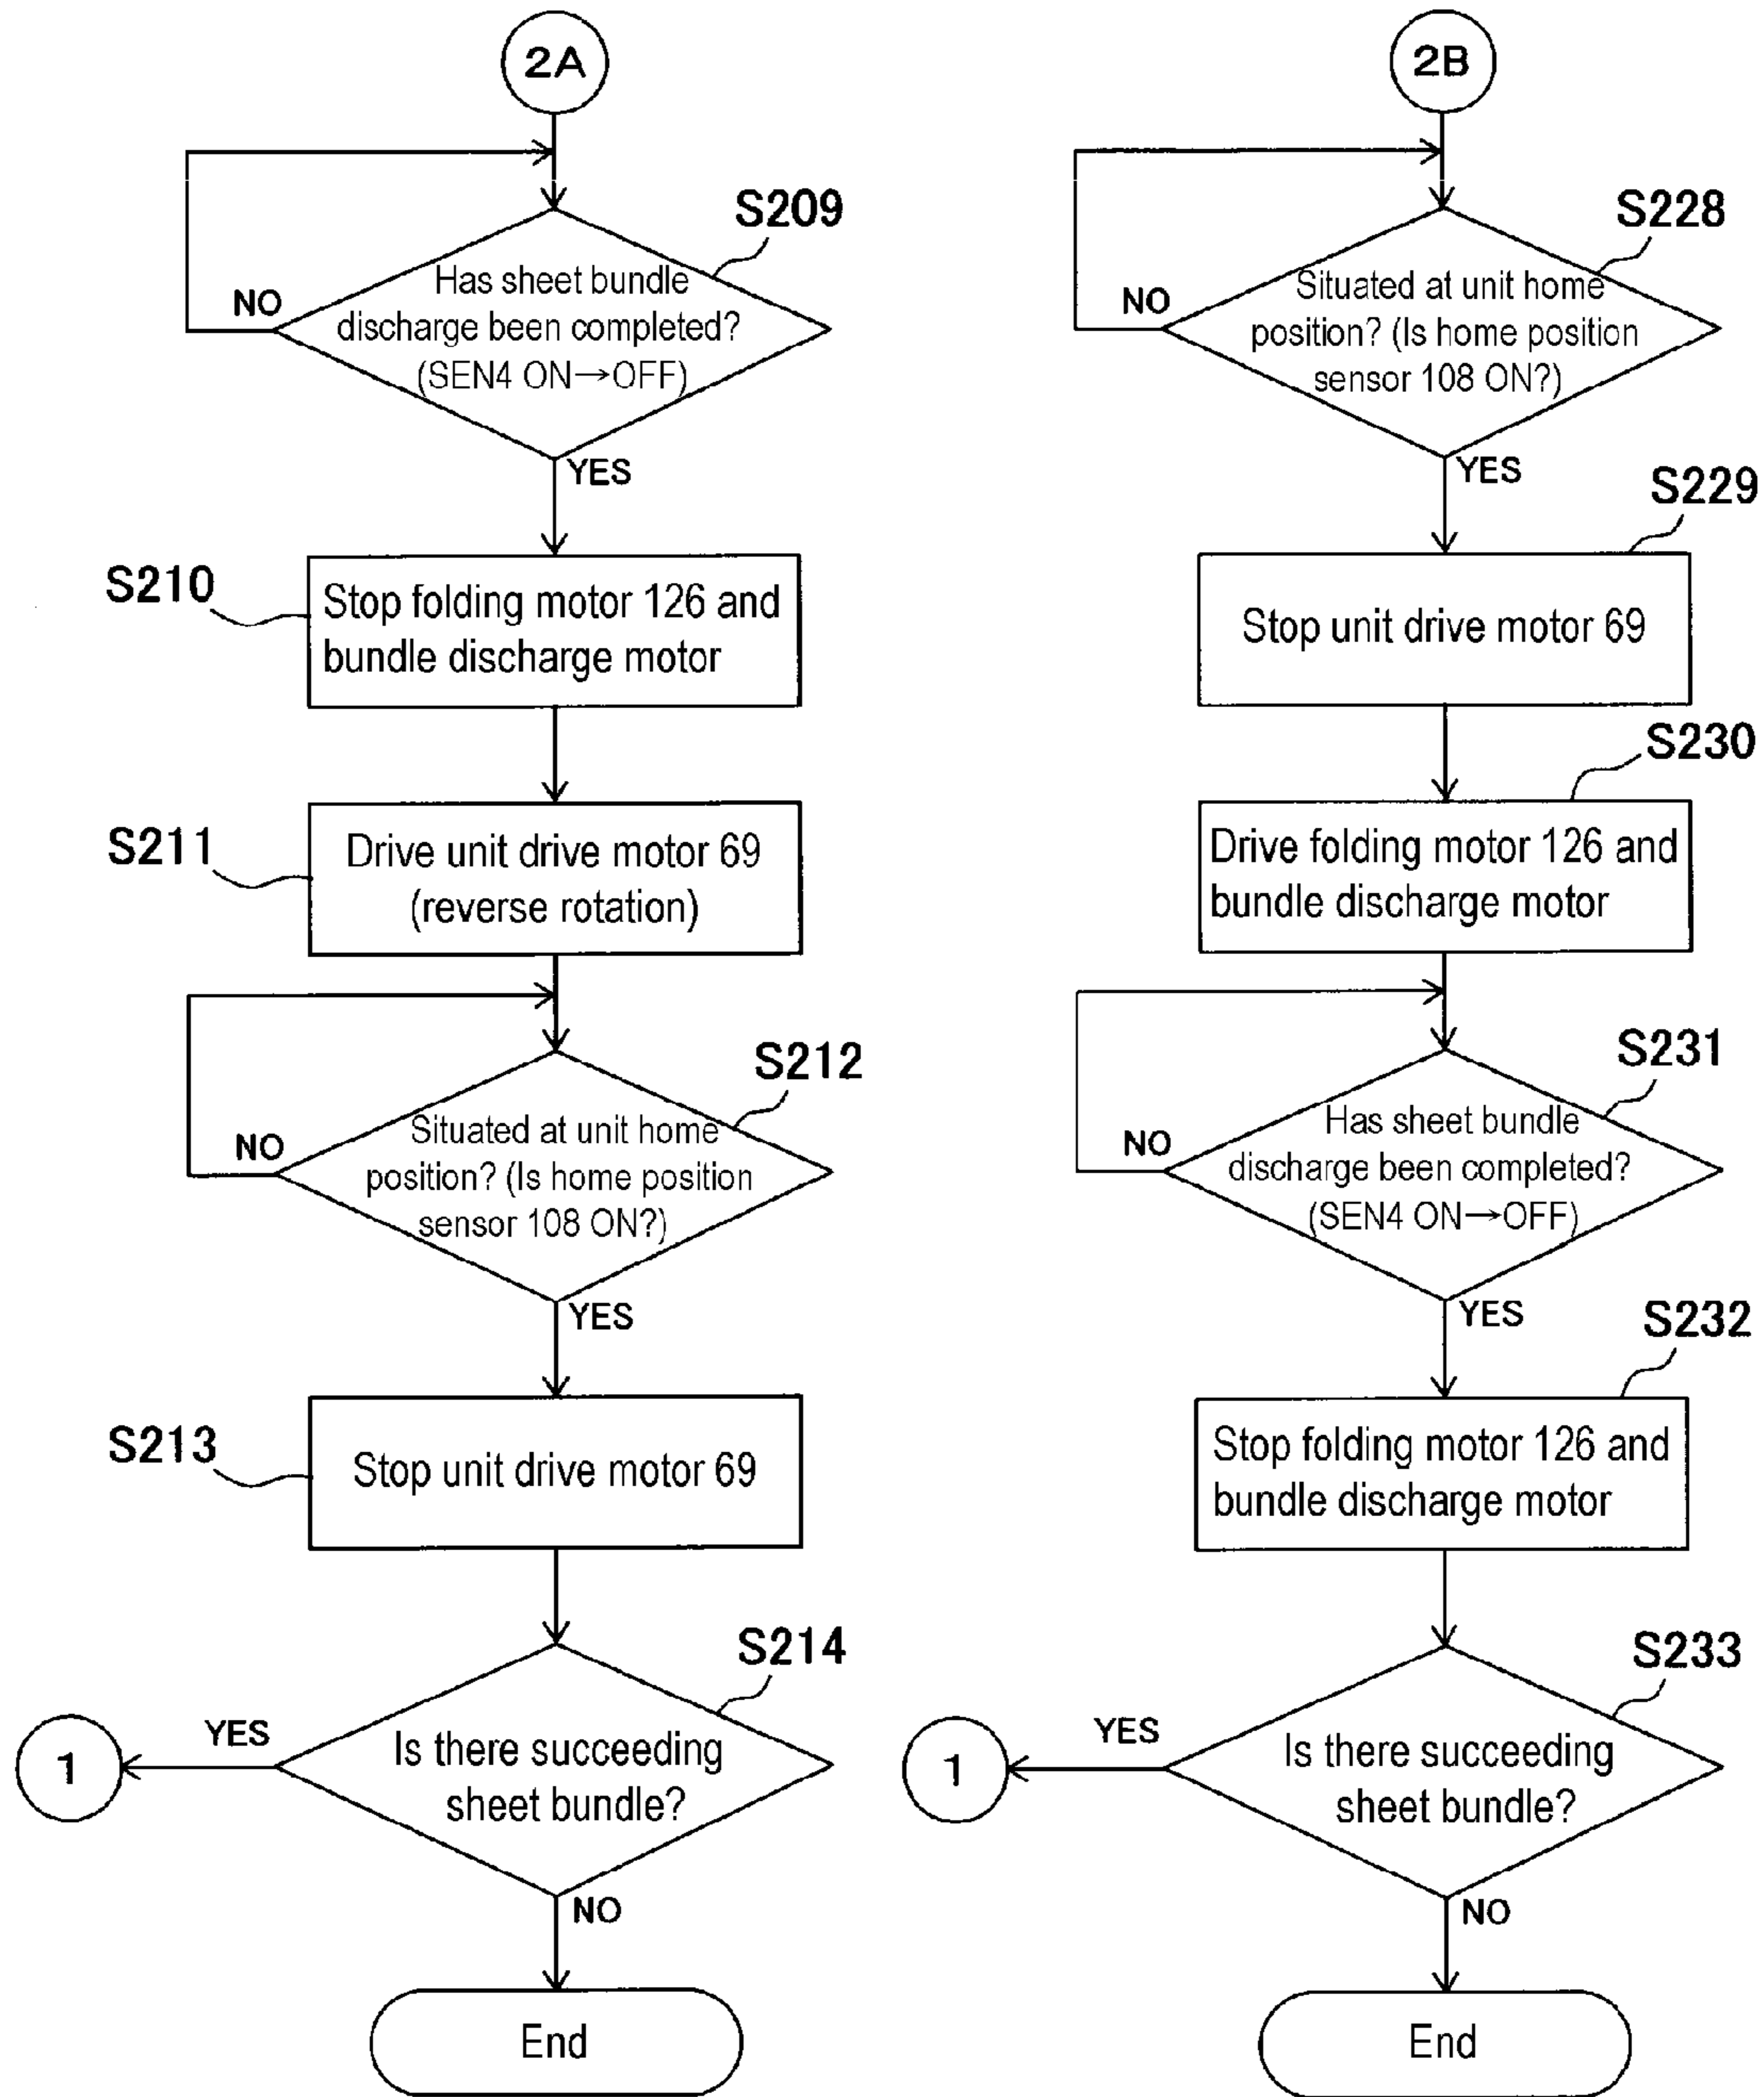 2A
S209
Has sheet bundle
discharge been completed?
(SEN4 ON→OFF)
NO
YES
S210
Stop folding motor 126 and
bundle discharge motor
S211
Drive unit drive motor 69
(reverse rotation)
S212
Situated at unit home
position? (Is home position
sensor 108 ON?)
NO
YES
S213
Stop unit drive motor 69
S214
Is there succeeding
sheet bundle?
YES
1
NO
End
2B
S228
Situated at unit home
position? (Is home position
sensor 108 ON?)
NO
YES
S229
Stop unit drive motor 69
S230
Drive folding motor 126 and
bundle discharge motor
S231
Has sheet bundle
discharge been completed?
(SEN4 ON→OFF)
NO
YES
S232
Stop folding motor 126 and
bundle discharge motor
S233
Is there succeeding
sheet bundle?
YES
1
NO
End